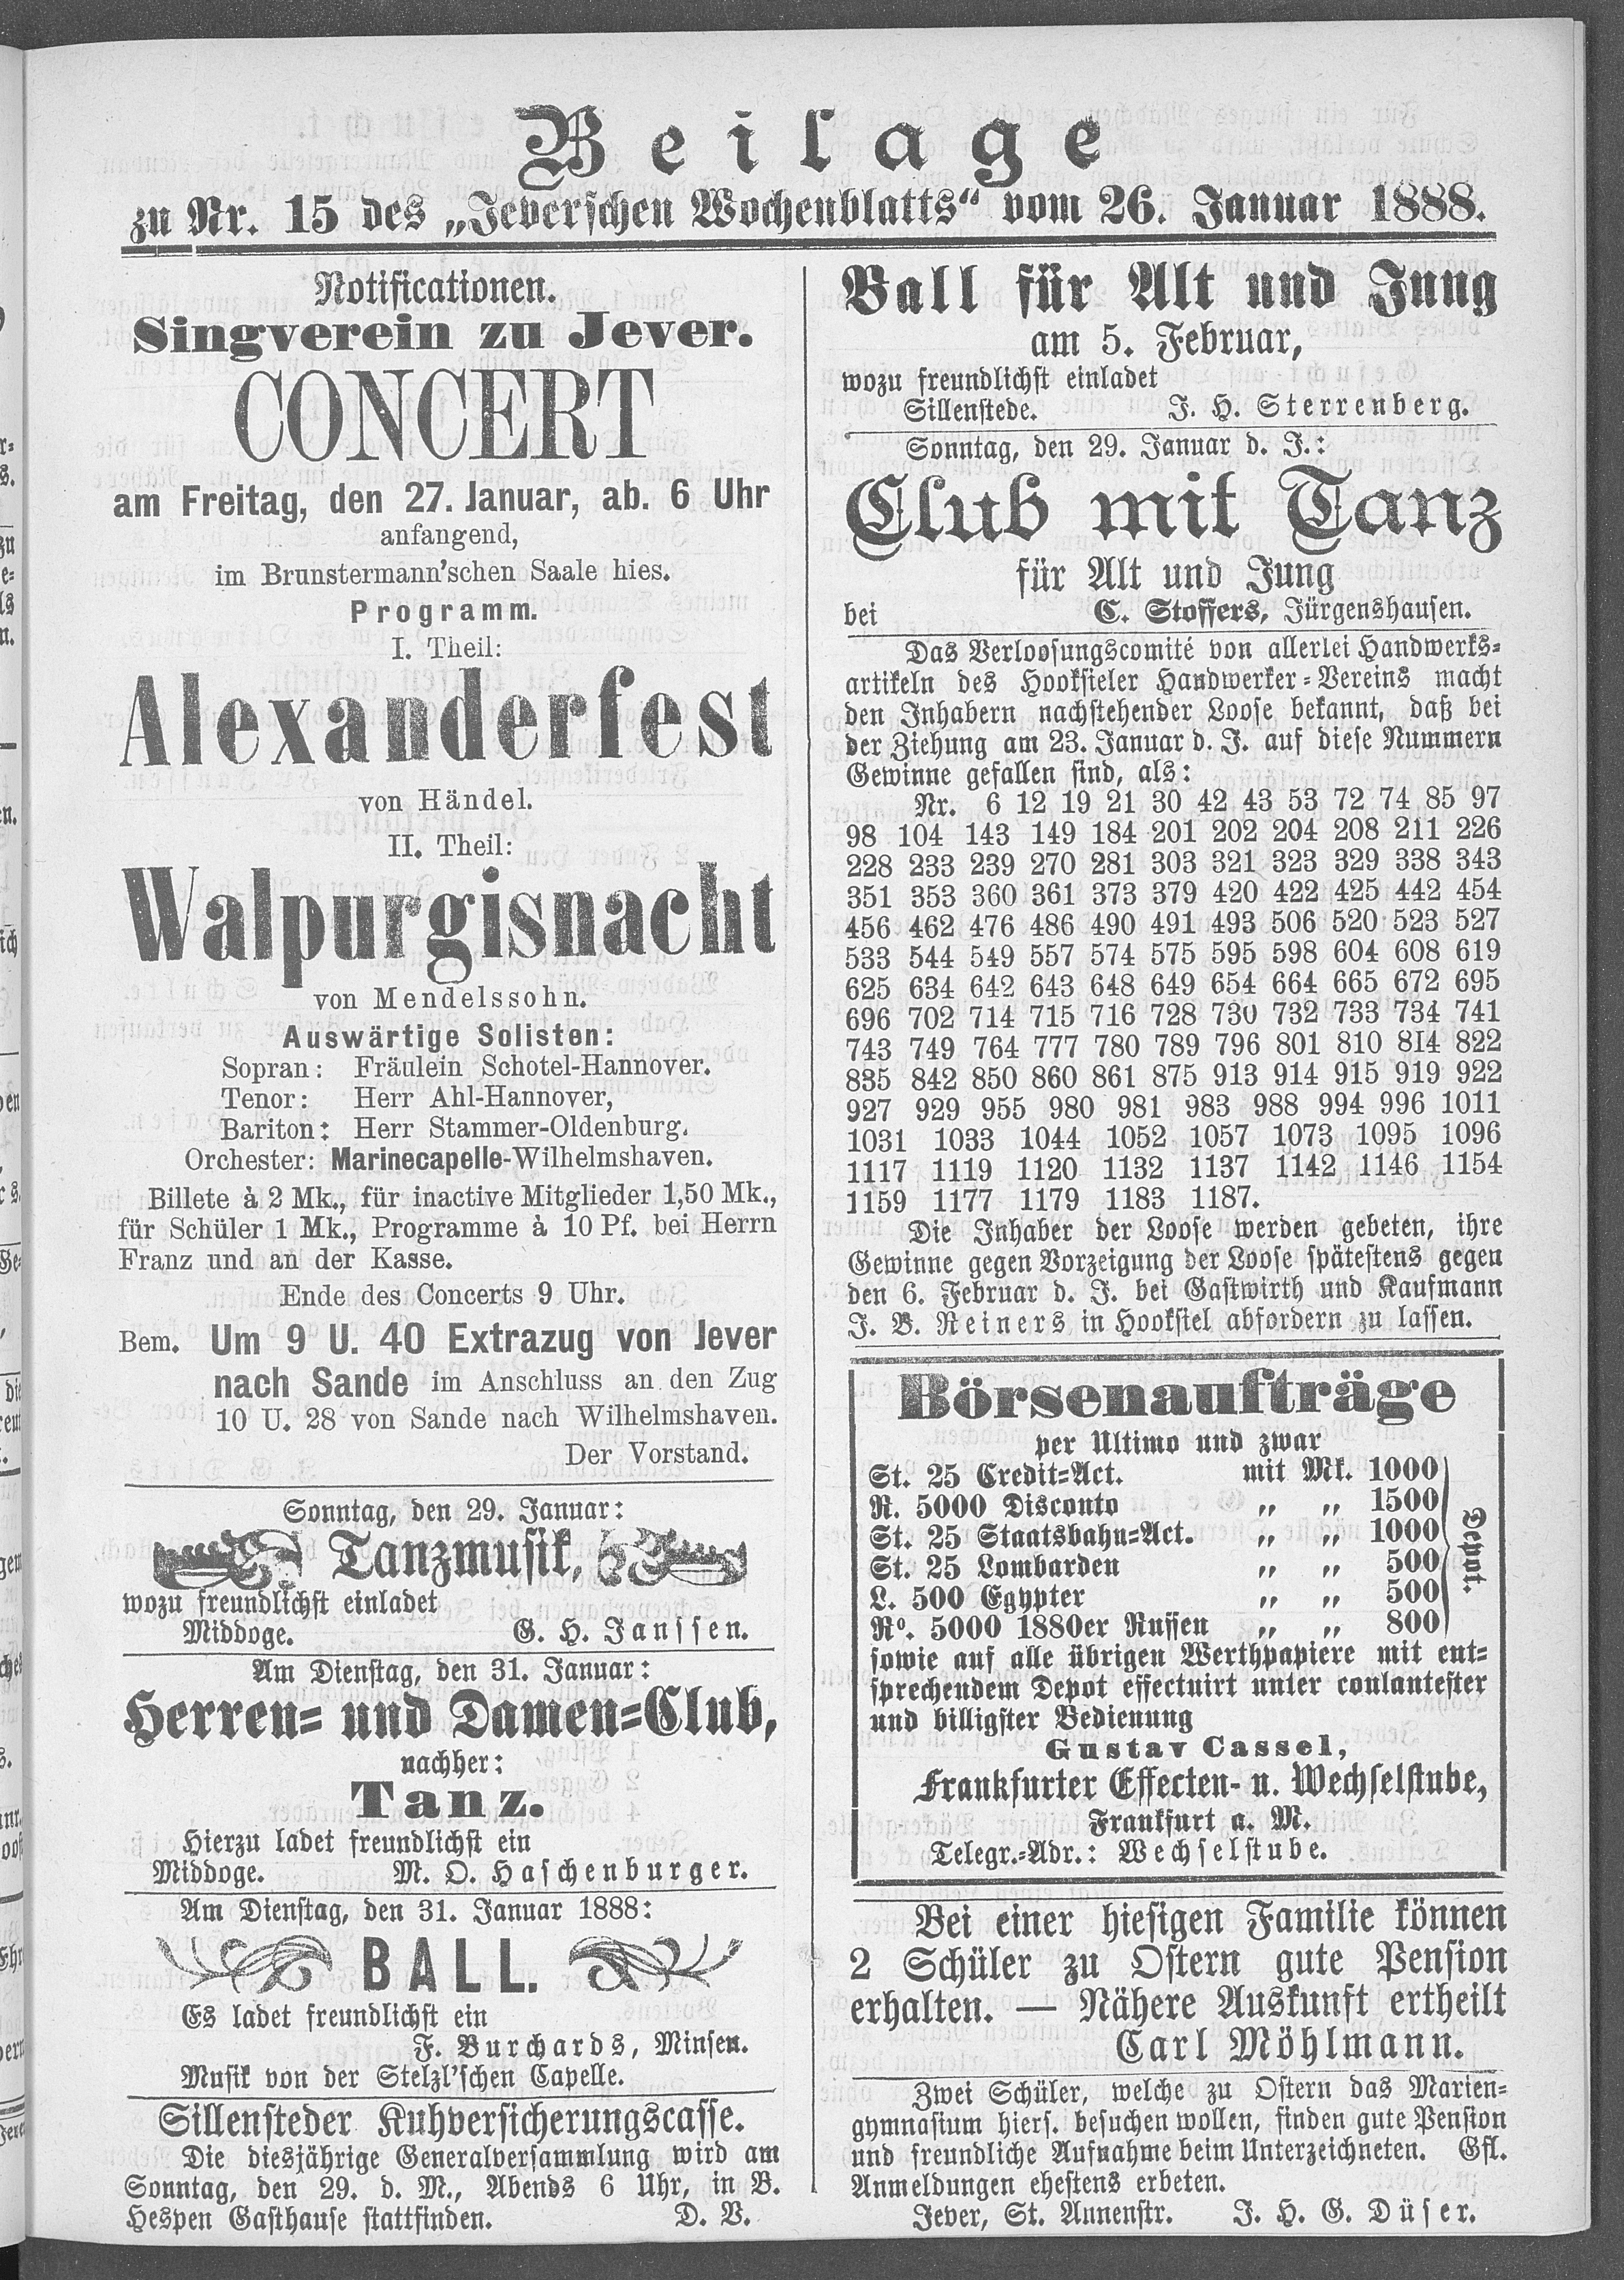 Beilage
zu Nr. 15 des „Jeverschen Wochenblatts“ vom 26. Januar 1888.
Notificationen.
Singverein zu Jever.
CONCERT
am Freitag, den 27. Januar, ab. 6 Uhr
anfangend,
im Brunstermann'schen Saale hies.
Programm.
I. Theil:
Alexanderfest
von Händel.
II. Theil:
Walpurgisnacht
von Mendelssohn.
Auswärtige Solisten:
Sopran: Fräulein Schotel-Hannover.
Tenor: Herr Ahl-Hannover,
Bariton: Herr Stammer-Oldenburg.
Orchester: Marinecapelle-Wilhelmshaven.
Billete à 2 Mk., für inactive Mitglieder 1,50 Mk.,
für Schüler 1 Mk., Programme à 10 Pf. bei Herrn
Franz und an der Kasse.
Ende des Concerts 9 Uhr.
Bem. Um 9 U. 40 Extrazug von Jever
nach Sande im Anschluss an den Zug
10 U. 28 von Sande nach Wilhelmshaven.
Der Vorstand.
Sonntag, den 29. Januar:
Tanzmusik,
wozu freundlichst einladet
Middoge. G. H. Janssen.
Am Dienstag, den 31. Januar:
Herren- und Damen-Club,
nachher:
Tanz.
Hierzu ladet freundlichst ein
Middoge. M. O. Haschenburger.
Am Dienstag, den 31. Januar 1888:
BALL.
Es ladet freundlichst ein
F. Burchards, Minsen.
Musik von der Stelzl'schen Capelle.
Sillensteder Kuhversicherungscasse.
Die diesjährige Generalversammlung wird am
Sonntag, den 29. d. M., Abends 6 Uhr, in B.
Hespen Gasthause stattfinden. D. V.
Ball für Alt und Jung
am 5. Februar,
wozu freundlichst einladet
Sillenstede. J. H. Sterrenberg.
Sonntag, den 29. Januar d. J.:
Club mit Tanz
für Alt und Jung
bei C. Stoffers, Jürgenshausen.
Das Verloosungscomité von allerlei Handwerks-
artikeln des Hooksieler Handwerker-Vereins macht
den Inhabern nachstehender Loose bekannt, daß bei
der Ziehung am 23. Januar d. J. auf diese Nummern
Gewinne gefallen sind, als:
Nr. 6 12 19 21 30 42 43 53 72 74 85 97
98 104 143 149 184 201 202 204 208 211 226
228 233 239 270 281 303 321 323 329 338 343
351 353 360 361 373 379 420 422 425 442 454
456 462 476 486 490 491 493 506 520 523 527
533 544 549 557 574 575 595 598 604 608 619
625 634 642 643 648 649 654 664 665 672 695
696 702 714 715 716 728 730 732 733 734 741
743 749 764 777 780 789 796 801 810 814 822
835 842 850 860 861 875 913 914 915 919 922
927 929 955 980 981 983 988 994 996 1011
1031 1033 1044 1052 1057 1073 1095 1096
1117 1119 1120 1132 1137 1142 1146 1154
1159 1177 1179 1183 1187.
Die Inhaber der Loose werden gebeten, ihre
Gewinne gegen Vorzeigung der Loose spätestens gegen
den 6. Februar d. J. bei Gastwirth und Kaufmann
J. B. Reiners in Hooksiel abfordern zu lassen.
Börsenaufträge
per Ultimo und zwar
St. 25 Credit-Act. mit Mk. 1000
R. 5000 Disconto „ „ 1500
St. 25 Staatsbahn-Act. „ „ 1000
St. 25 Lombarden „ „ 500
L. 500 Egypter „ „ 500
Ro. 5000 1880er Russen „ „ 800
Depot.
sowie auf alle übrigen Werthpapiere mit ent-
sprechendem Depot effectuirt unter coulantester
und billigster Bedienung
Gustav Cassel,
Frankfurter Effecten- u. Wechselstube,
Frankfurt a. M.
Telegr.-Adr.: Wechselstube.
Bei einer hiesigen Familie können
2 Schüler zu Ostern gute Pension
erhalten. — Nähere Auskunft ertheilt
Carl Möhlmann.
Zwei Schüler, welche zu Ostern das Marien-
gymnasium hiers. besuchen wollen, finden gute Pension
und freundliche Aufnahme beim Unterzeichneten. Gfl.
Anmeldungen ehestens erbeten.
Jever, St. Annenstr. J. H. G. Düser.